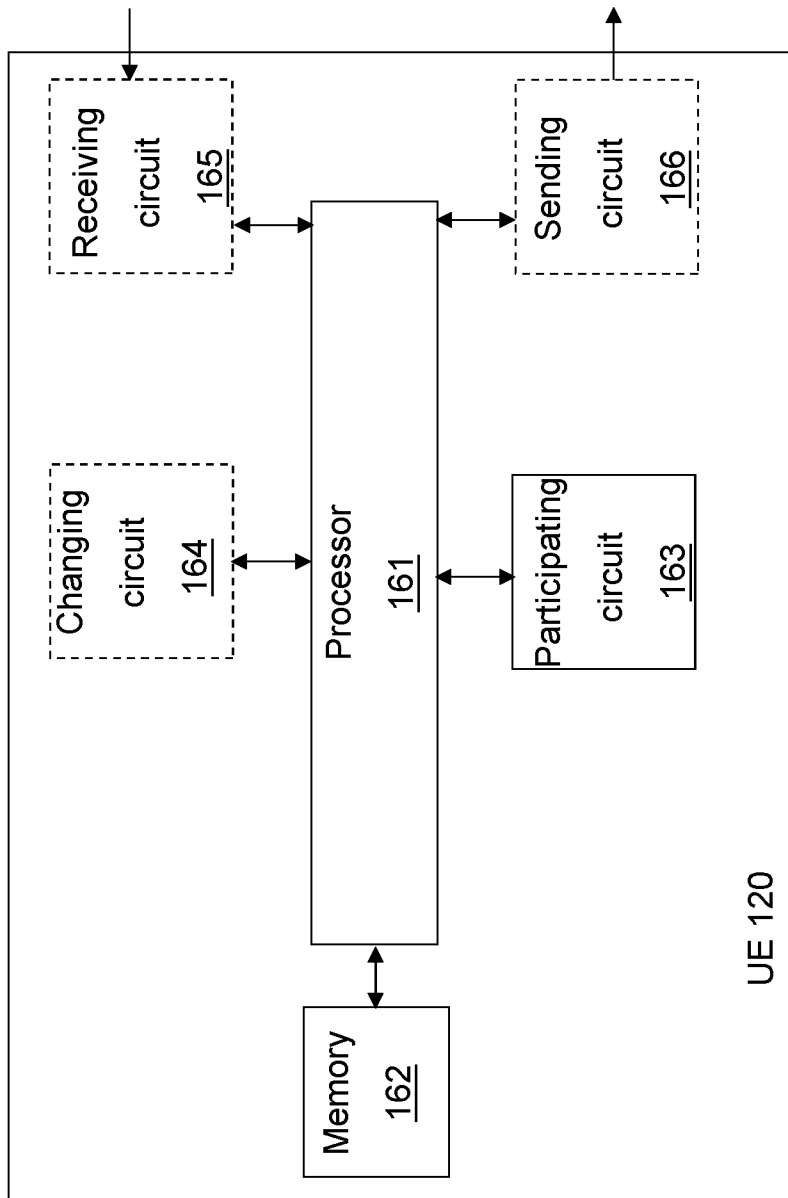 Receiving
circuit
165
Sending
circuit
166
Changing
circuit
164
Processor
161
Participating
circuit
163
Memory
162
UE 120